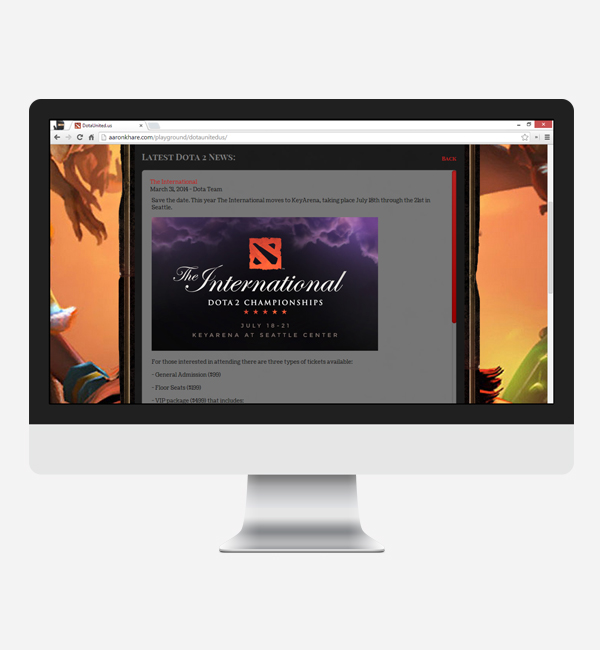 DotaUnited.us
aaronkhare.com/playground/dotaunitedus/
Latest Dota 2 News:
Back
The International
March 31, 2014 - Dota Team
Save the date. This year The International moves to KeyArena, taking place July 18th through the 21st in
Seattle.
The International
DOTA 2 CHAMPIONSHIPS
JULY 18-21
KEYARENA AT SEATTLE CENTER
For those interested in attending there are three types of tickets available:
- General Admission ($99)
- Floor Seats ($199)
- VIP package ($499) that includes: